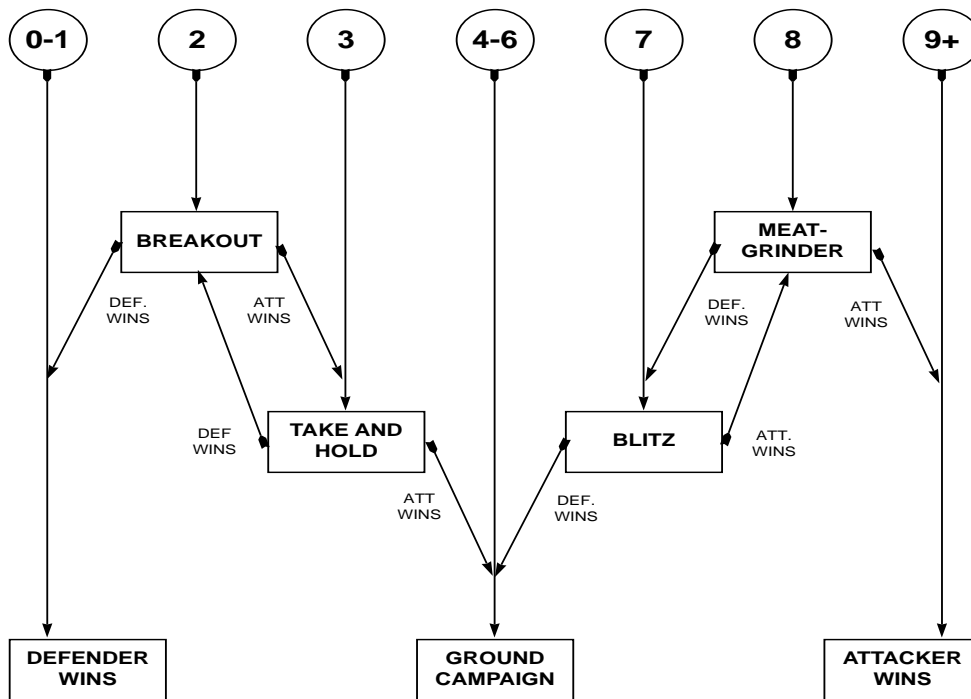 0-1
2
3
4-6
7
8
9+
BREAKOUT
MEAT-
GRINDER
DEF.
WINS
ATT
WINS
DEF.
WINS
ATT
WINS
DEF
WINS
TAKE AND
HOLD
BLITZ
ATT.
WINS
ATT
WINS
DEF.
WINS
DEFENDER
WINS
GROUND
CAMPAIGN
ATTACKER
WINS